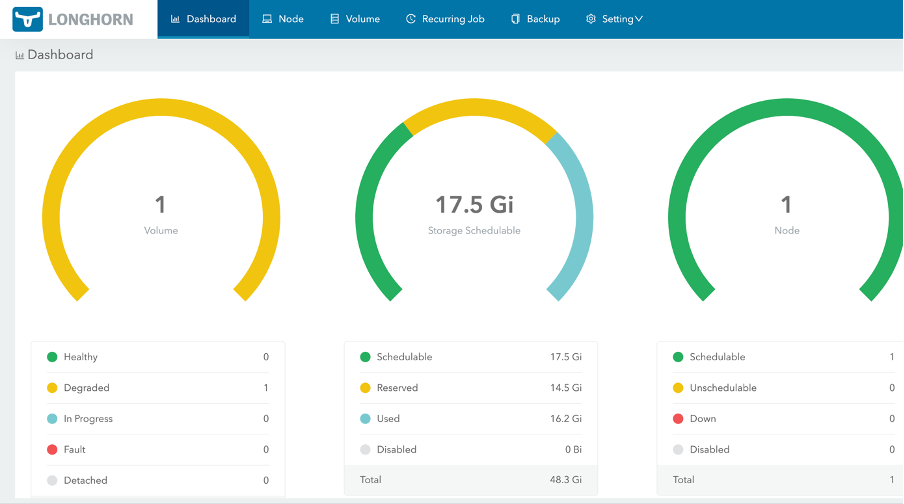 LONGHORN
Dashboard Node Volume Recurring Job Backup Setting
Dashboard
1
Volume
17.5 Gi
Storage Schedulable
1
Node
Healthy 0
Degraded 1
In Progress 0
Fault 0
Detached 0
Schedulable 17.5 Gi
Reserved 14.5 Gi
Used 16.2 Gi
Disabled 0 Bi
Total 48.3 Gi
Schedulable 1
Unschedulable 0
Down 0
Disabled 0
Total 1